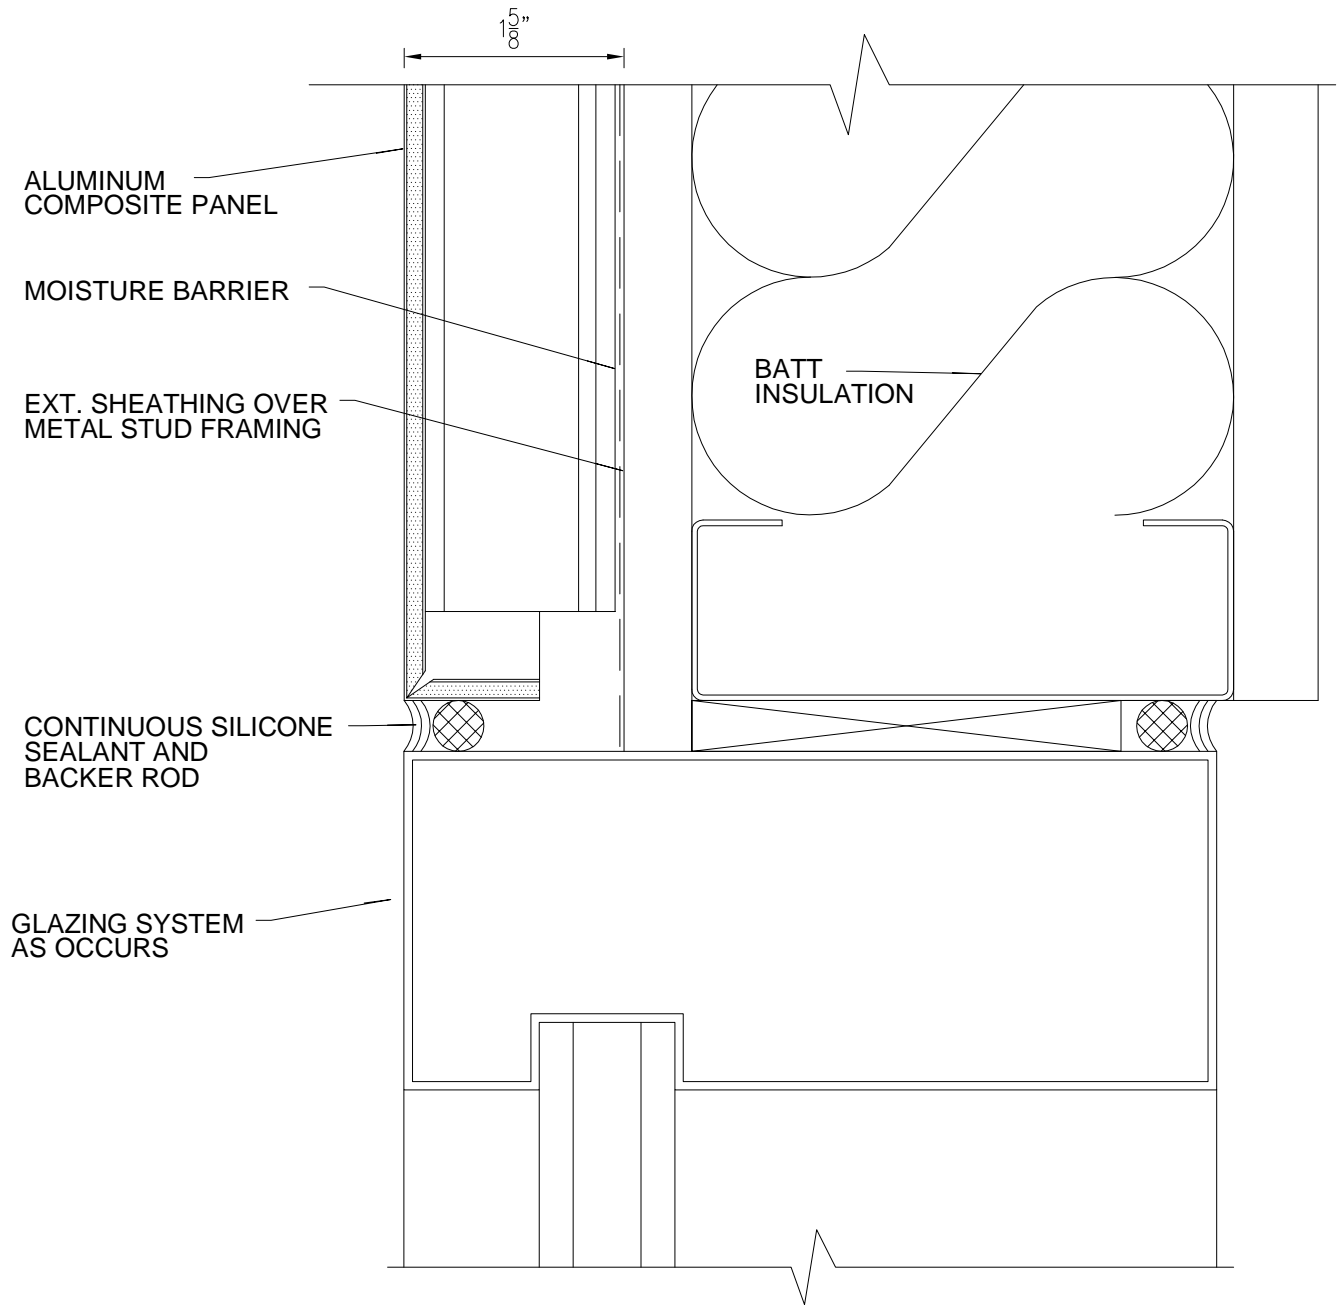 1 5/8"
ALUMINUM
COMPOSITE PANEL
MOISTURE BARRIER
EXT. SHEATHING OVER
METAL STUD FRAMING
BATT
INSULATION
CONTINUOUS SILICONE
SEALANT AND
BACKER ROD
GLAZING SYSTEM
AS OCCURS